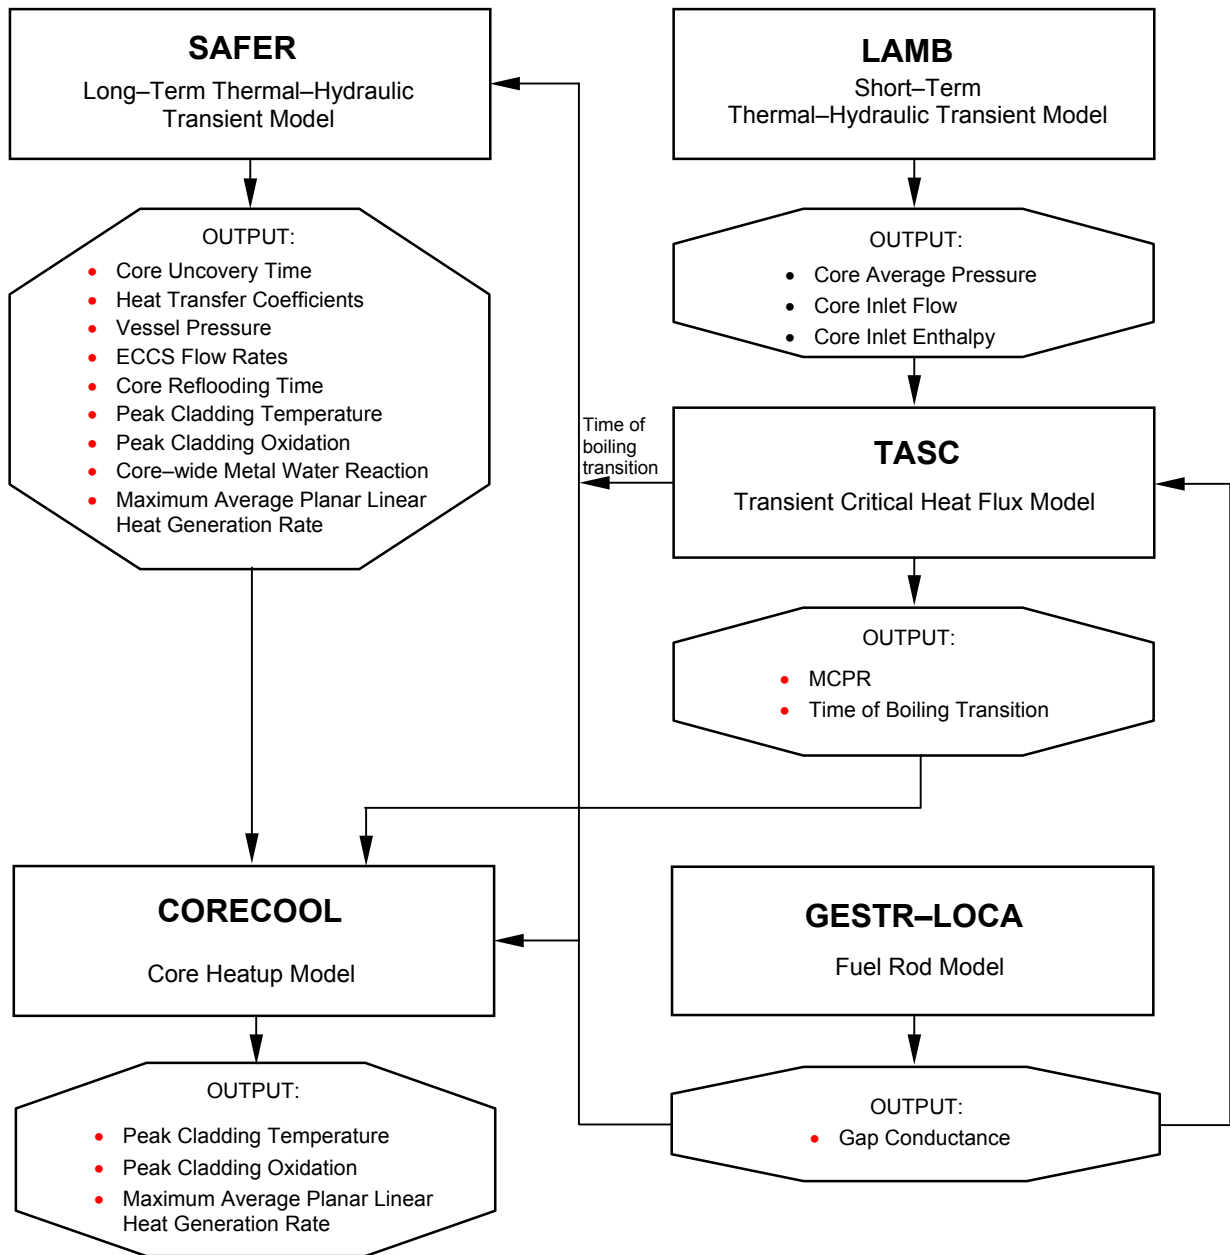 SAFER
Long–Term Thermal–Hydraulic
Transient Model
OUTPUT:
• Core Uncovery Time
• Heat Transfer Coefficients
• Vessel Pressure
• ECCS Flow Rates
• Core Reflooding Time
• Peak Cladding Temperature
• Peak Cladding Oxidation
• Core–wide Metal Water Reaction
• Maximum Average Planar Linear
Heat Generation Rate
LAMB
Short–Term
Thermal–Hydraulic Transient Model
OUTPUT:
• Core Average Pressure
• Core Inlet Flow
• Core Inlet Enthalpy
Time of
boiling
transition
TASC
Transient Critical Heat Flux Model
OUTPUT:
• MCPR
• Time of Boiling Transition
CORECOOL
Core Heatup Model
OUTPUT:
• Peak Cladding Temperature
• Peak Cladding Oxidation
• Maximum Average Planar Linear
Heat Generation Rate
GESTR–LOCA
Fuel Rod Model
OUTPUT:
• Gap Conductance